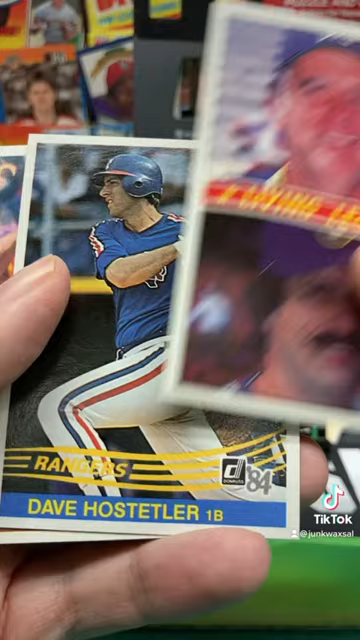 RANGERS
d
DONRUSS '84
DAVE HOSTETLER 1B
TikTok
@junkwaxsal